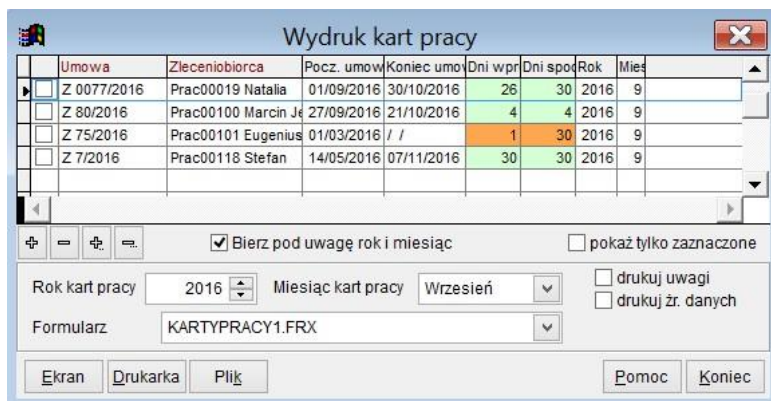 Wydruk kart pracy
Umowa Zleceniobiorca Pocz. umow Koniec umov Dni wpr Dni spod Rok Mies
Z 0077/2016 Prac00019 Natalia 01/09/2016 30/10/2016 26 30 2016 9
Z 80/2016 Prac00100 Marcin Je 27/09/2016 21/10/2016 4 4 2016 9
Z 75/2016 Prac00101 Eugenius 01/03/2016 / / 1 30 2016 9
Z 7/2016 Prac00118 Stefan 14/05/2016 07/11/2016 30 30 2016 9
Bierz pod uwagę rok i miesiąc pokaż tylko zaznaczone
Rok kart pracy 2016 Miesiąc kart pracy Wrzesień drukuj uwagi
drukuj żr. danych
Formularz KARTYPRACY1.FRX
Ekran Drukarka Plik Pomoc Koniec